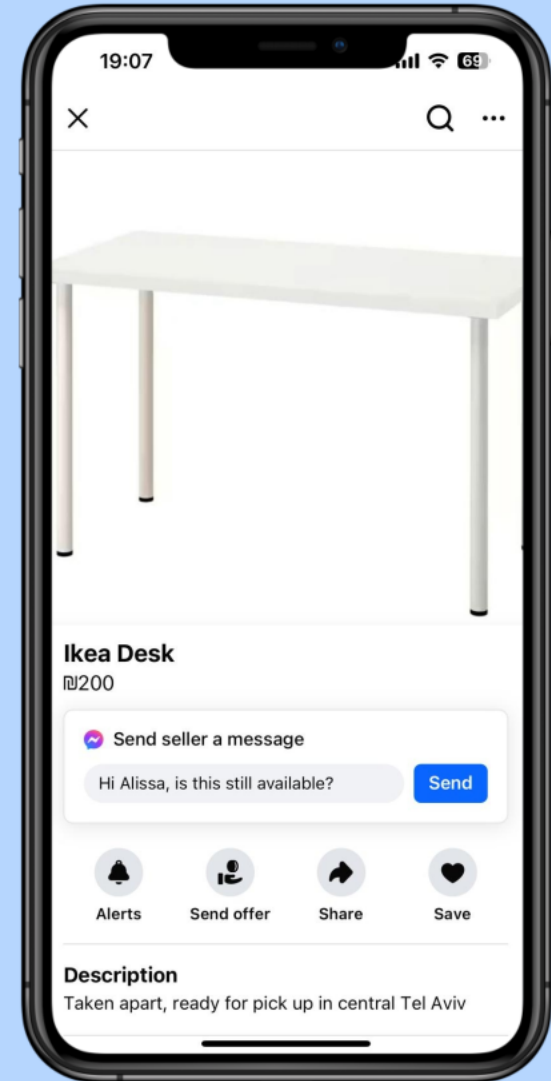 19:07
69
Ikea Desk
₪200
Send seller a message
Hi Alissa, is this still available?
Send
Alerts
Send offer
Share
Save
Description
Taken apart, ready for pick up in central Tel Aviv